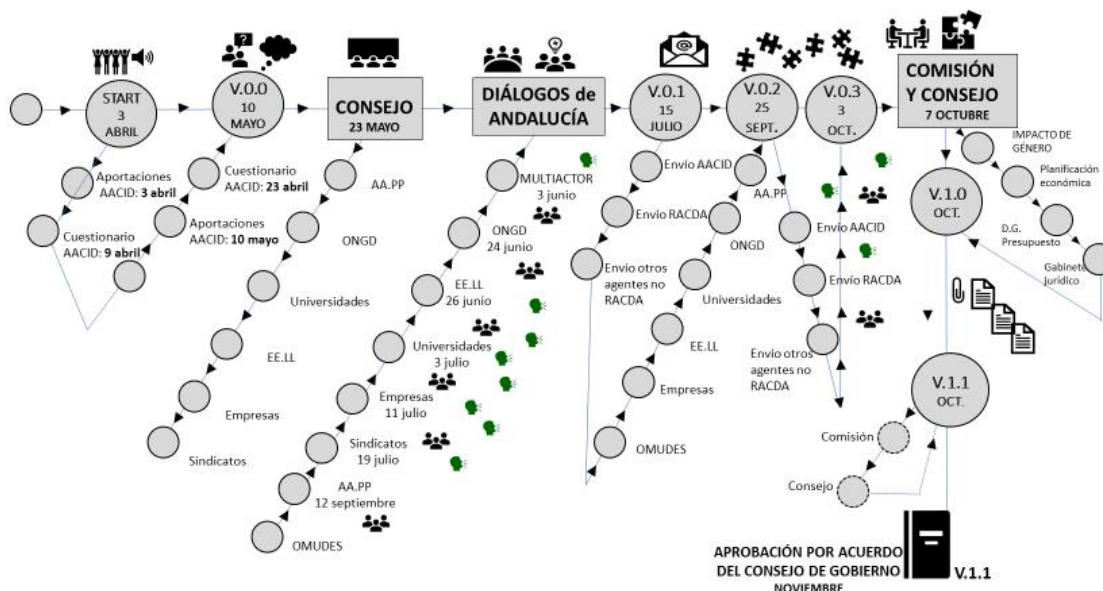 START
3
ABRIL
Aportaciones
AACID: 3 abril
Cuestionario
AACID: 9 abril
V.0.0
10
MAYO
Cuestionario
AACID: 23 abril
Aportaciones
AACID: 10 mayo
CONSEJO
23 MAYO
AA.PP
ONGD
Universidades
EE.LL
Empresas
Sindicatos
DIÁLOGOS de
ANDALUCÍA
MULTIACTOR
3 junio
ONGD
24 junio
EE.LL
26 junio
Universidades
3 julio
Empresas
11 julio
Sindicatos
19 julio
AA.PP
12 septiembre
OMUDES
@
V.0.1
15
JULIO
Envío AACID
Envío RACDA
Envío otros
agentes no
RACDA
V.0.2
25
SEPT.
AA.PP
ONGD
Universidades
EE.LL
Empresas
OMUDES
V.0.3
3
OCT.
Envío AACID
Envío RACDA
Envío otros
agentes no
RACDA
COMISIÓN
Y CONSEJO
7 OCTUBRE
IMPACTO DE
GÉNERO
Planificación
económica
D.G.
Presupuesto
Gabinete
jurídico
V.1.0
OCT.
V.1.1
OCT.
Comisión
Consejo
APROBACIÓN POR ACUERDO
DEL CONSEJO DE GOBIERNO
NOVIEMBRE
V.1.1